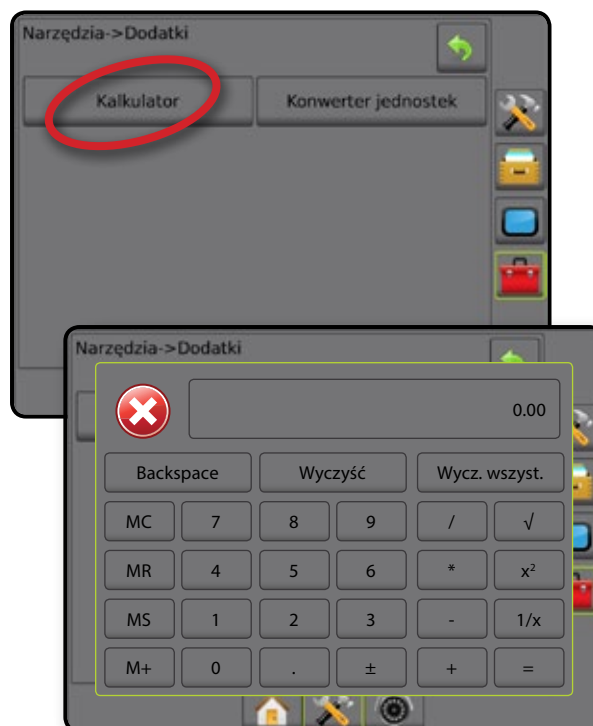 Narzędzia->Dodatki
Kalkulator Konwerter jednostek
Narzędzia->Dodatki
0.00
Backspace Wyczyść Wycz. wszyst.
MC 7 8 9 / √
MR 4 5 6 * x²
MS 1 2 3 - 1/x
M+ 0 . ± + =